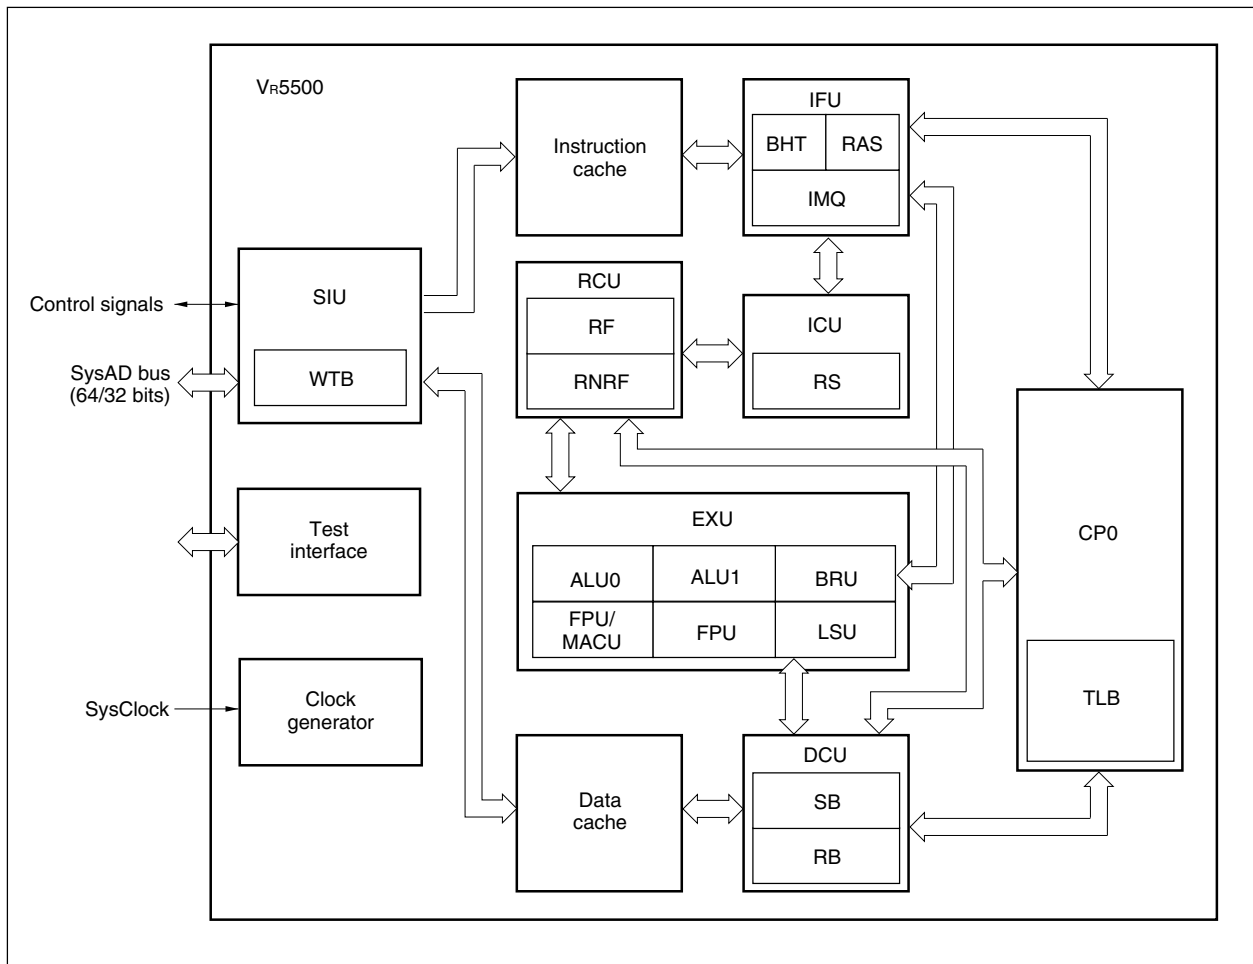 VR5500
Instruction
cache
IFU
BHT
RAS
IMQ
SIU
WTB
Control signals
SysAD bus
(64/32 bits)
RCU
RF
RNRF
ICU
RS
Test
interface
EXU
ALU0
ALU1
BRU
FPU/
MACU
FPU
LSU
CP0
TLB
SysClock
Clock
generator
Data
cache
DCU
SB
RB